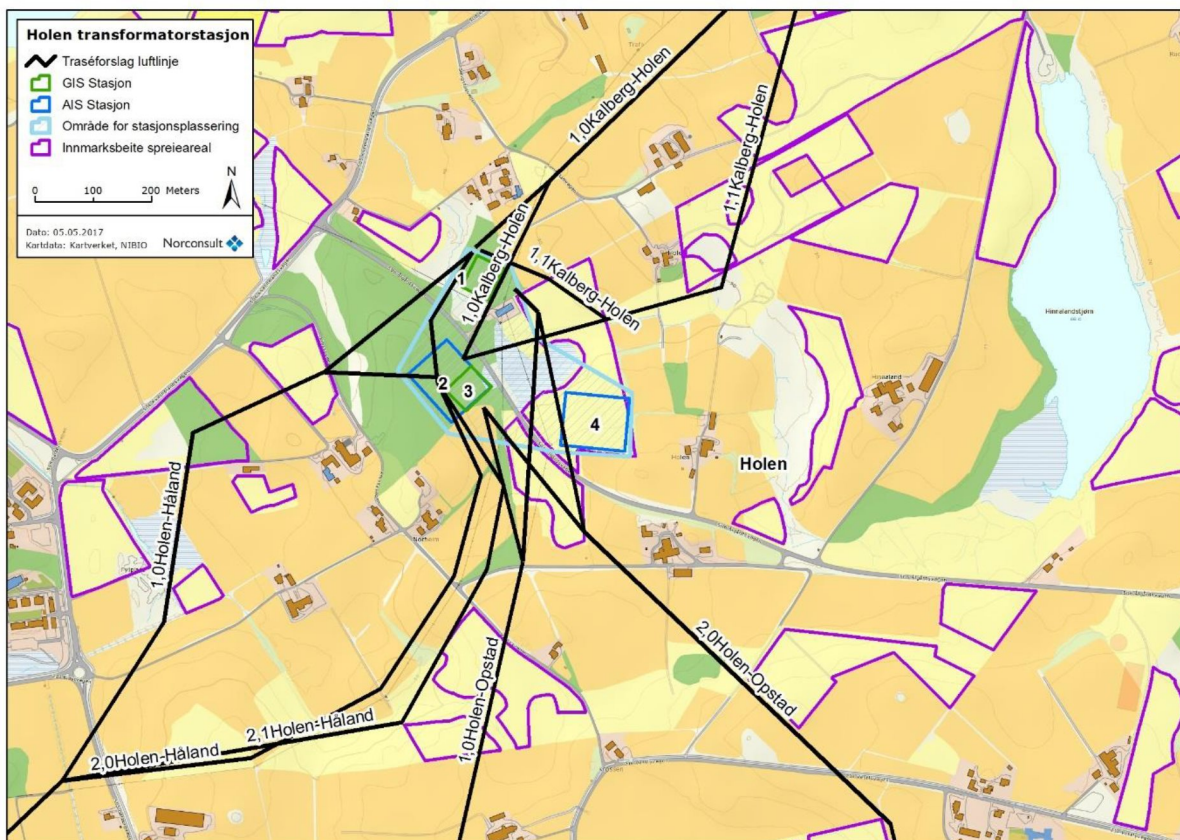 Holen transformatorstasjon
Traséforslag luftlinje
GIS Stasjon
AIS Stasjon
Område for stasjonsplassering
Innmarksbeite spreieareal
N
0 100 200 Meters
Dato: 05.05.2017
Kartdata: Kartverket, NIBIO Norconsult
1,0Kalberg-Holen
1,1Kalberg-Holen
1,0Kalberg-Holen
1,1Kalberg-Holen
1
2
3
4
Holen
Holen
1,0Holen-Håland
2,0Holen-Håland
2,1Holen-Håland
1,0Holen-Opstad
2,0Holen-Opstad